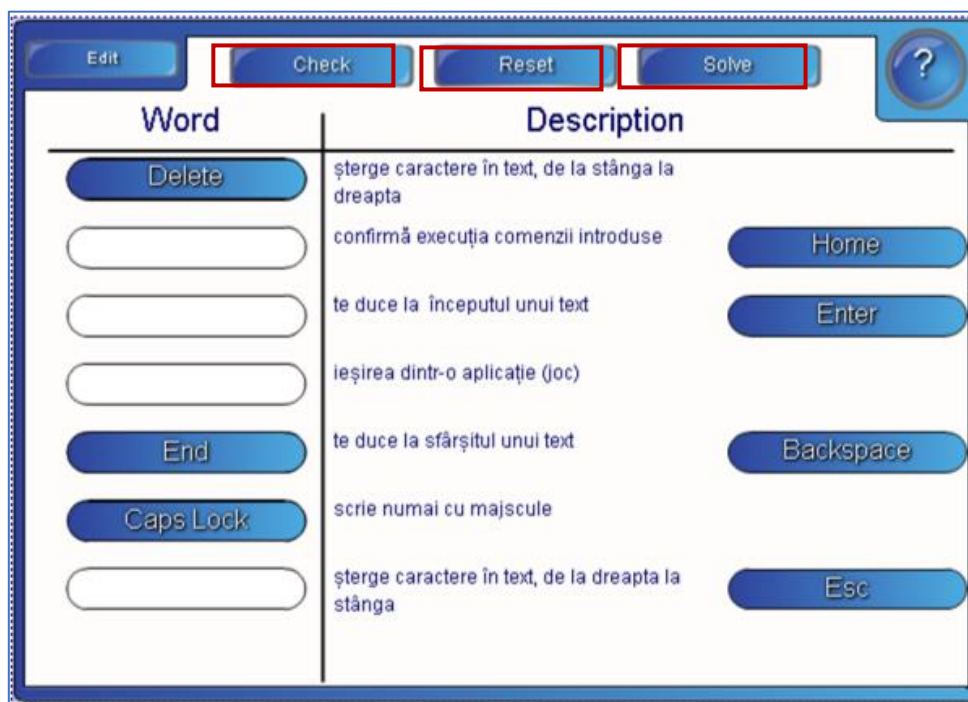 Edit Check Reset Solve ?
Word Description
Delete șterge caractere în text, de la stânga la
dreapta
confirmă execuția comenzii introduse Home
te duce la începutul unui text Enter
ieșirea dintr-o aplicație (joc)
End te duce la sfârșitul unui text Backspace
Caps Lock scrie numai cu majscule
șterge caractere în text, de la dreapta la Esc
stânga